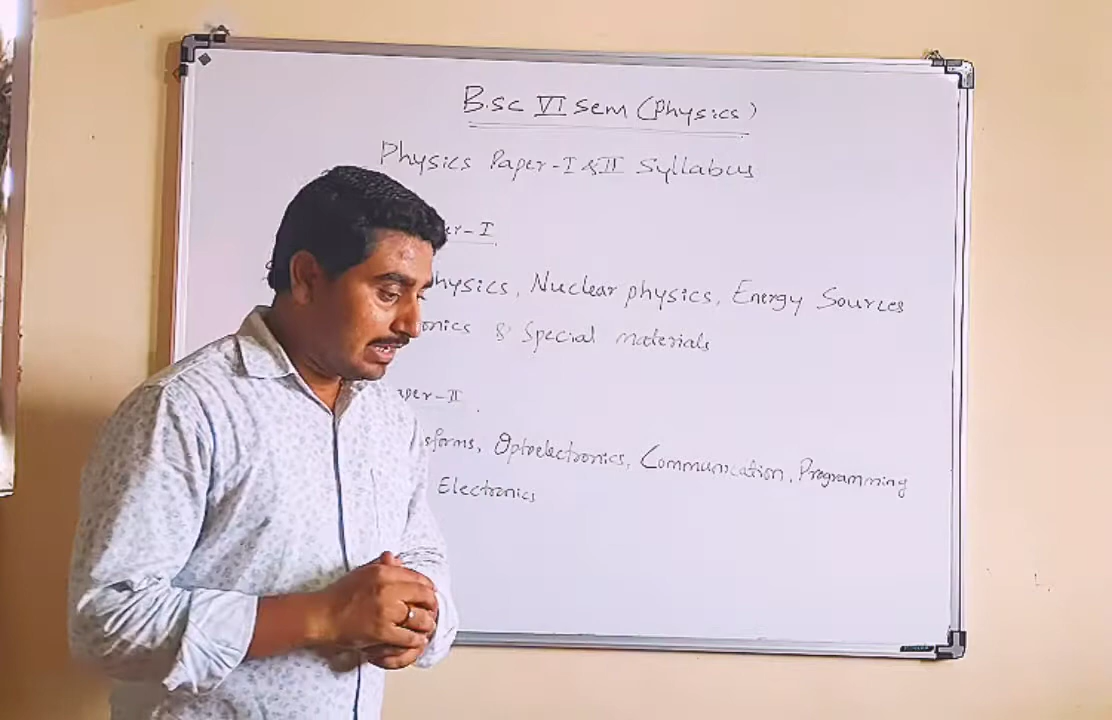 B.sc VI sem (Physics)
Physics Paper-I & II Syllabus
er-I
hysics, Nuclear physics, Energy Sources
onics & Special materials
aper-II
sforms, Optoelectronics, Communication, Programming
Electronics